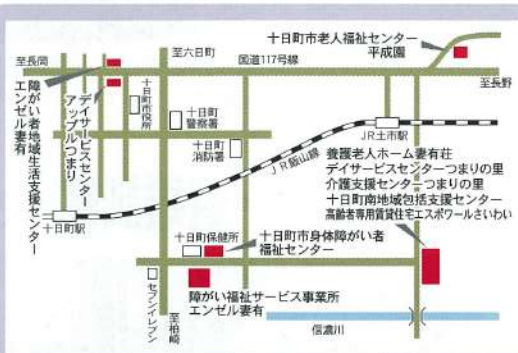 十日町市老人福祉センター
平成園
至六日町
国道117号線
至長岡
至長野
障がい者地域生活支援センター
エンゼル妻有
デイサービスセンター
アップルつまり
十日町市役所
十日町
警察署
十日町
消防署
JR飯山線
JR土市駅
養護老人ホーム妻有荘
デイサービスセンターつまりの里
介護支援センターつまりの里
十日町南地域包括支援センター
高齢者専用賃貸住宅エスポワールさいわい
十日町駅
十日町保健所
十日町市身体障がい者
福祉センター
セブンイレブン
障がい福祉サービス事業所
エンゼル妻有
至柏崎
信濃川